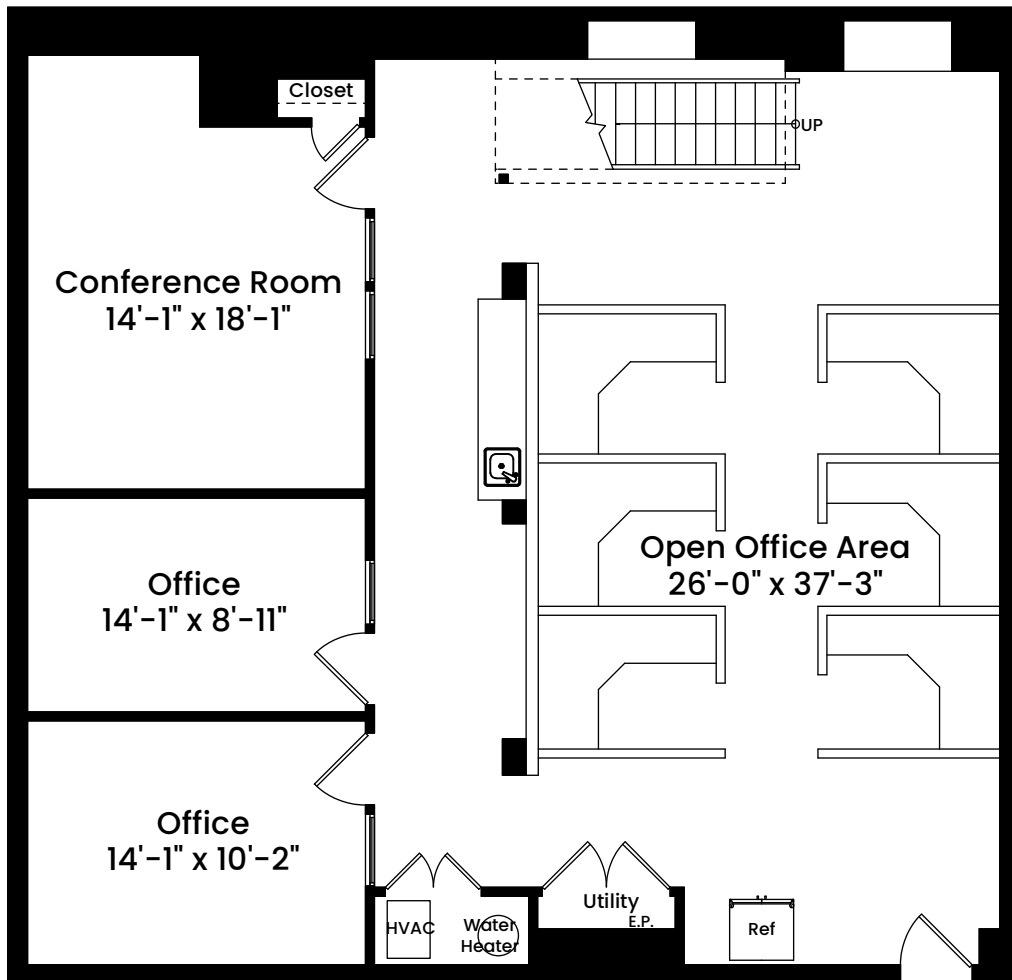 Closet
UP
Conference Room
14'-1" x 18'-1"
Open Office Area
26'-0" x 37'-3"
Office
14'-1" x 8'-11"
Office
14'-1" x 10'-2"
HVAC
Water
Heater
Utility
E.P.
Ref